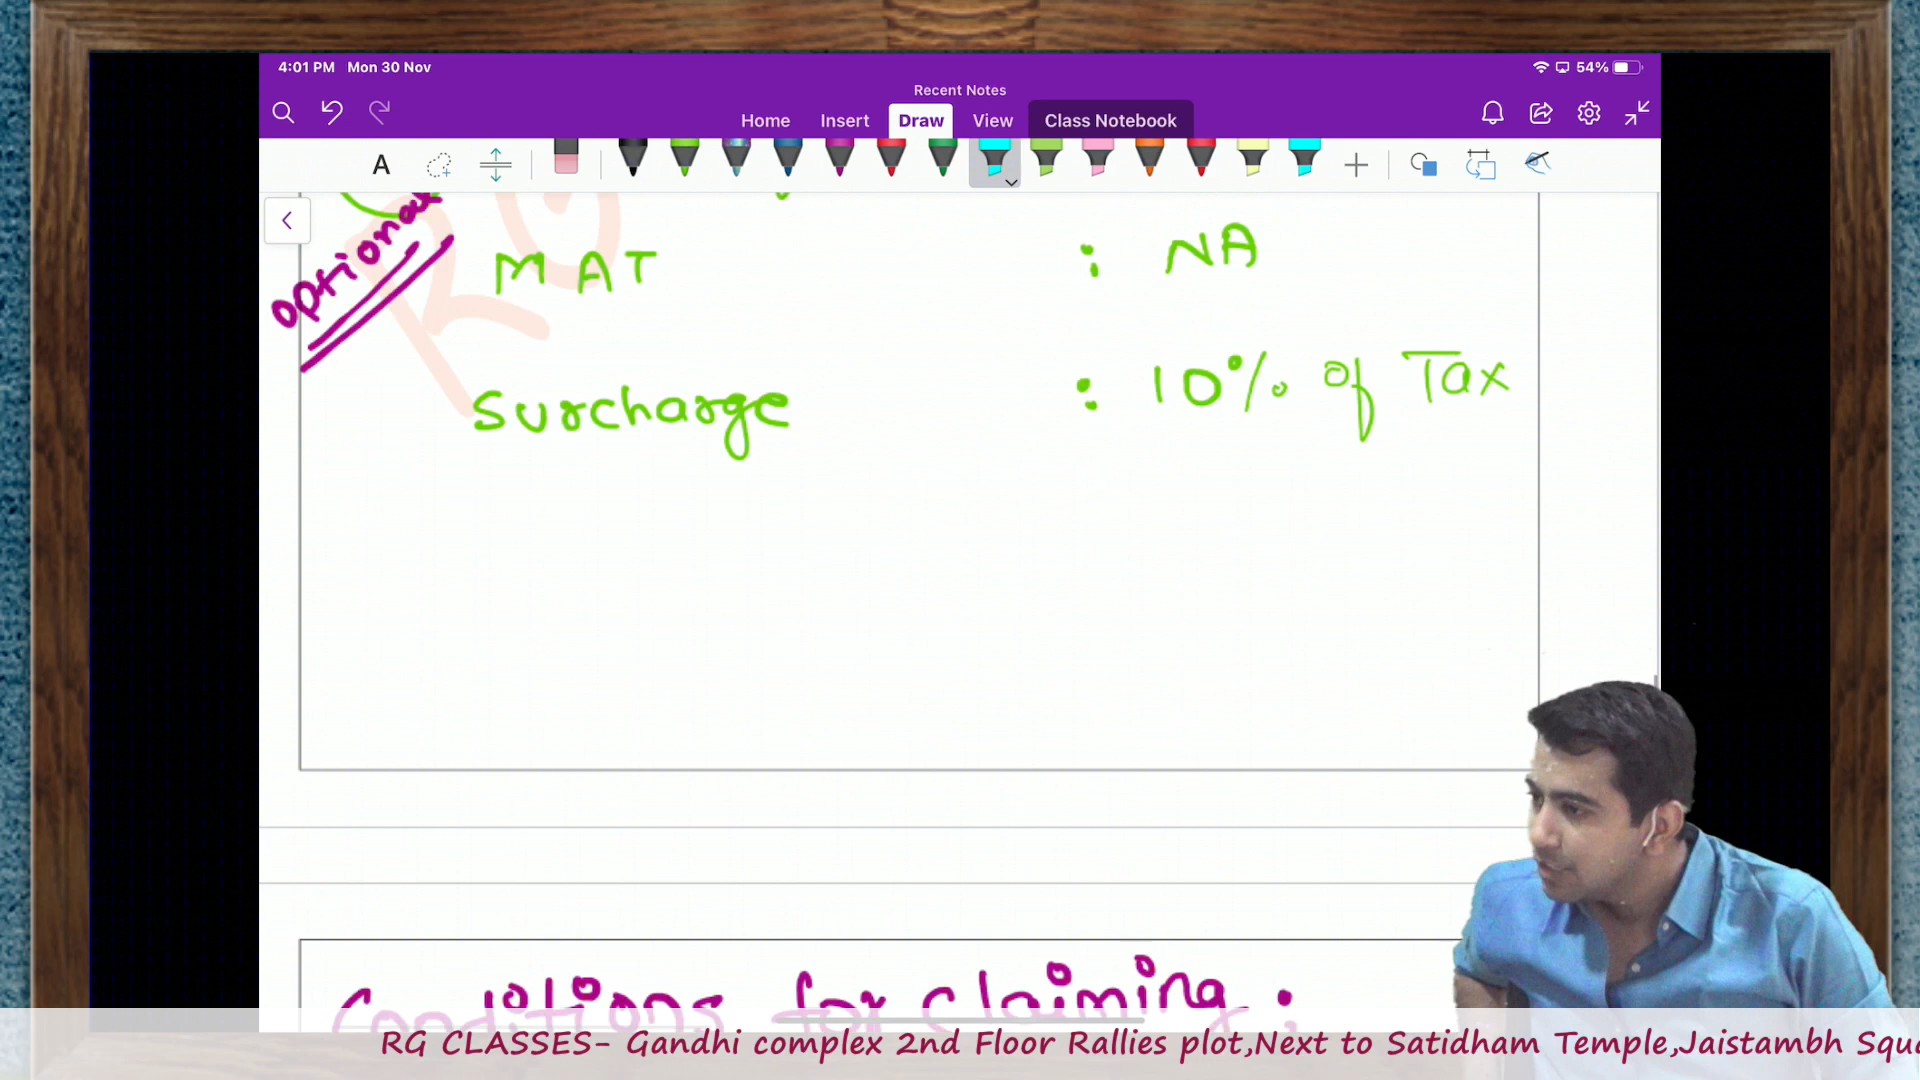 4:01 PM Mon 30 Nov
54%
Recent Notes
Home Insert Draw View Class Notebook
A
optional
RG
MAT : NA
Surcharge : 10% of Tax
Conditions for claiming :
RG CLASSES- Gandhi complex 2nd Floor Rallies plot,Next to Satidham Temple,Jaistambh